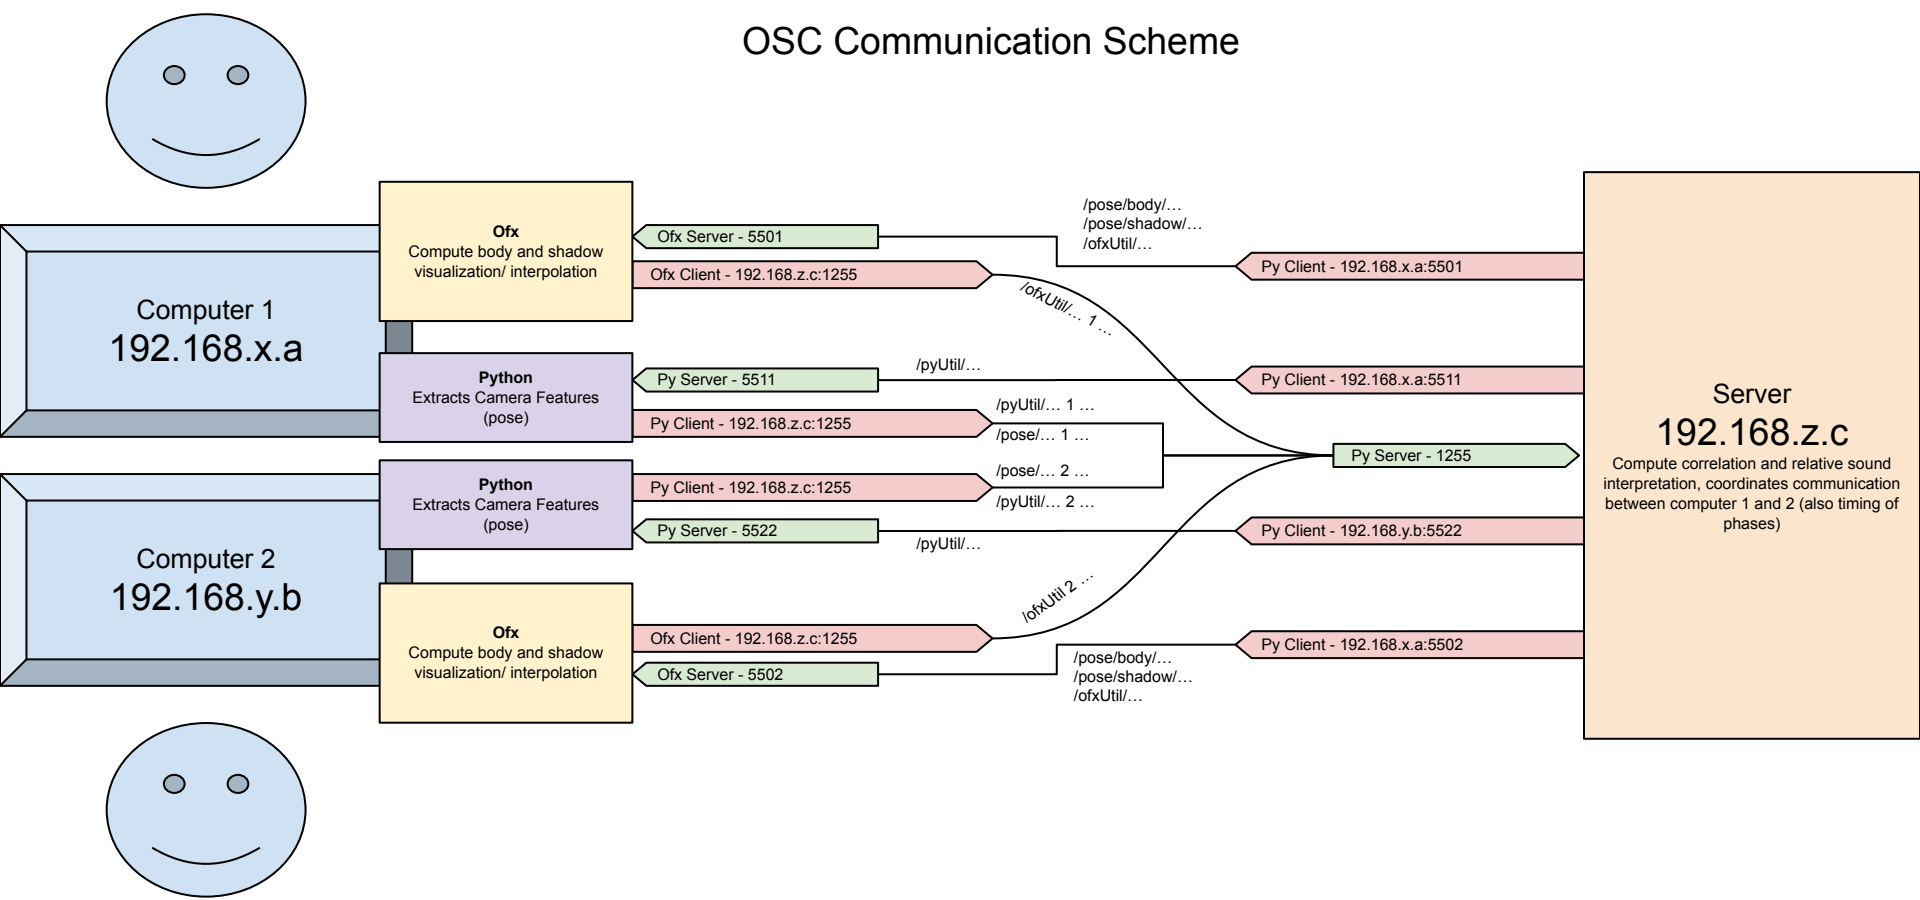 OSC Communication Scheme
Computer 1
192.168.x.a
Ofx
Compute body and shadow
visualization/ interpolation
Ofx Server - 5501
Ofx Client - 192.168.z.c:1255
/pose/body/…
/pose/shadow/…
/ofxUtil/…
Py Client - 192.168.x.a:5501
/ofxUtil/… 1 …
Python
Extracts Camera Features
(pose)
Py Server - 5511
/pyUtil/…
Py Client - 192.168.x.a:5511
Py Client - 192.168.z.c:1255
/pyUtil/… 1 …
/pose/… 1 …
Py Server - 1255
Server
192.168.z.c
Compute correlation and relative sound
interpretation, coordinates communication
between computer 1 and 2 (also timing of
phases)
Computer 2
192.168.y.b
Python
Extracts Camera Features
(pose)
Py Client - 192.168.z.c:1255
/pose/… 2 …
/pyUtil/… 2 …
Py Server - 5522
/pyUtil/…
Py Client - 192.168.y.b:5522
Ofx
Compute body and shadow
visualization/ interpolation
Ofx Client - 192.168.z.c:1255
/ofxUtil 2 …
Ofx Server - 5502
/pose/body/…
/pose/shadow/…
/ofxUtil/…
Py Client - 192.168.x.a:5502